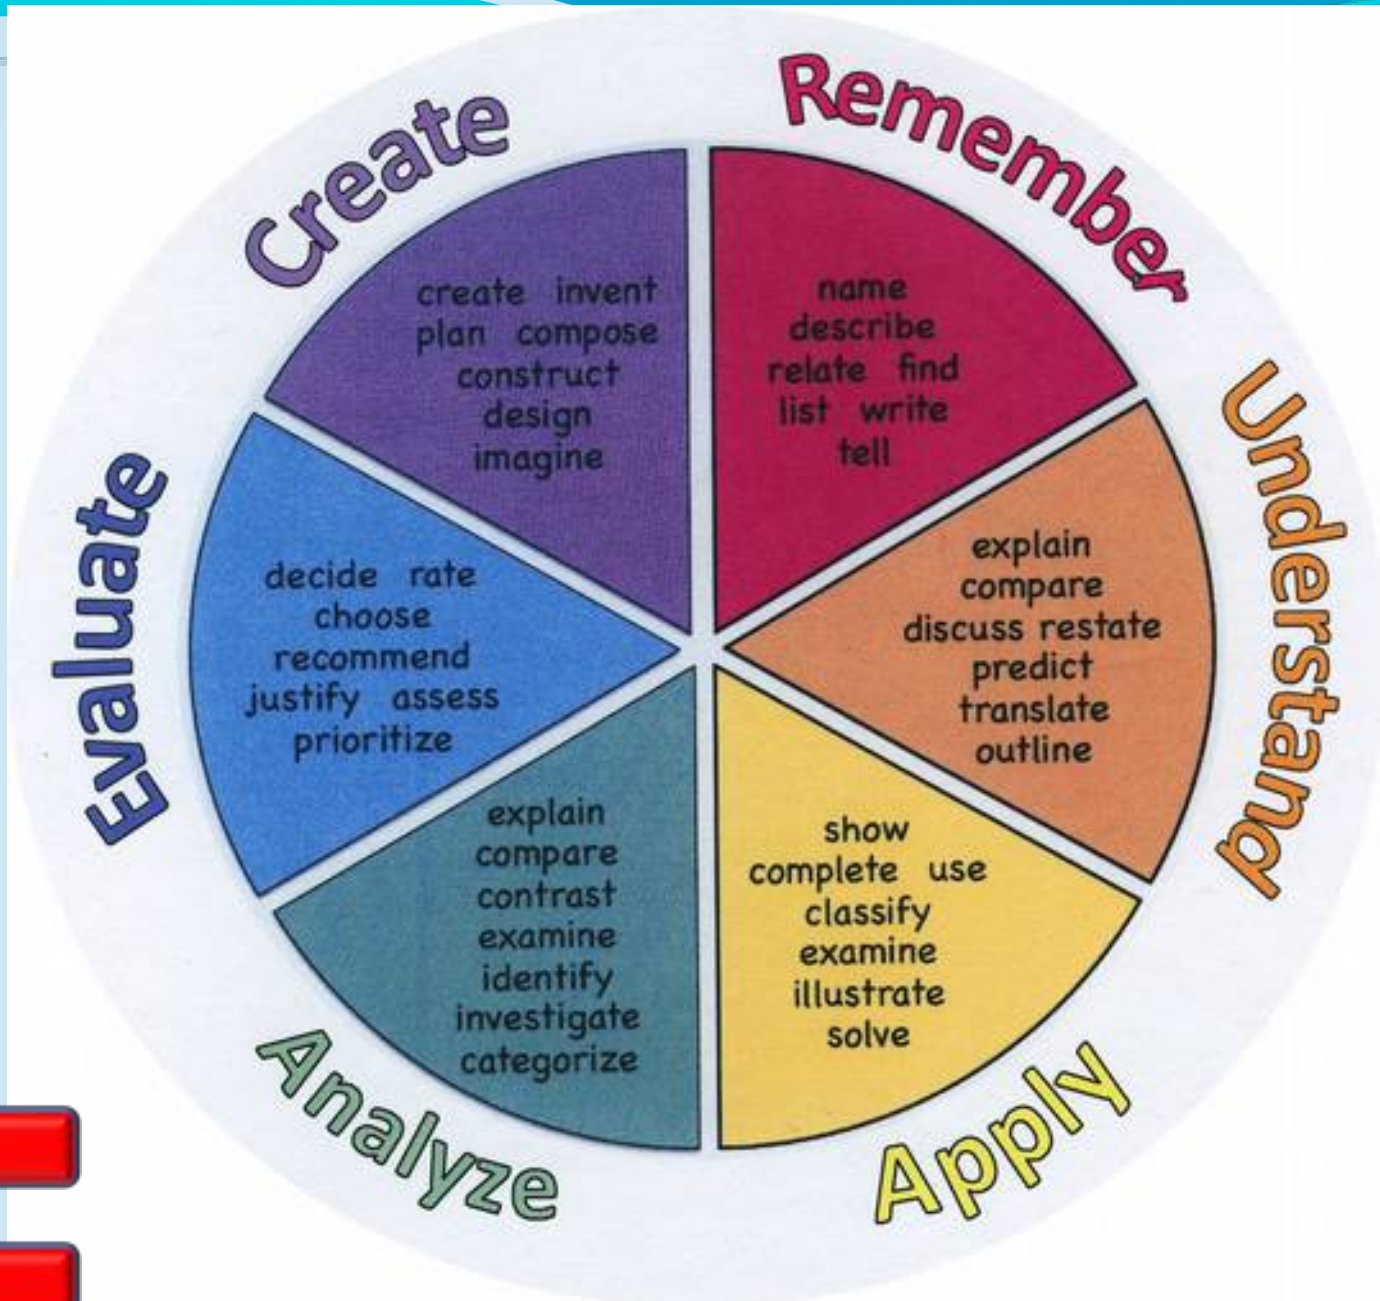 Remember
name
describe
relate find
list write
tell
Understand
explain
compare
discuss restate
predict
translate
outline
Apply
show
complete use
classify
examine
illustrate
solve
Analyze
explain
compare
contrast
examine
identify
investigate
categorize
Evaluate
decide rate
choose
recommend
justify assess
prioritize
Create
create invent
plan compose
construct
design
imagine